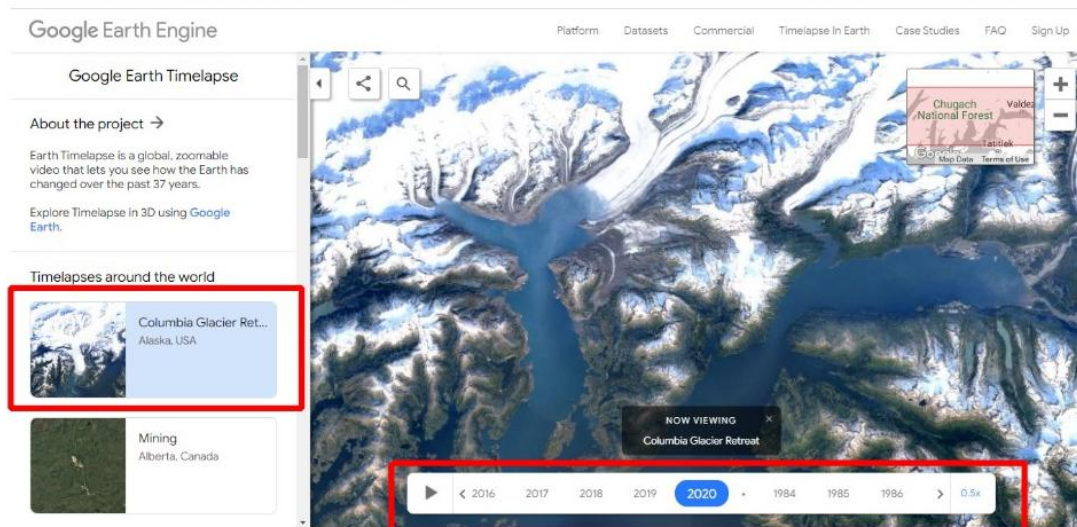 Google Earth Engine
Platform Datasets Commercial Timelapse In Earth Case Studies FAQ Sign Up
Google Earth Timelapse
About the project →
Earth Timelapse is a global, zoomable
video that lets you see how the Earth has
changed over the past 37 years.
Explore Timelapse in 3D using Google
Earth.
Timelapses around the world
Columbia Glacier Ret...
Alaska, USA
Mining
Alberta, Canada
Chugach
National Forest
Valdez
Tatitlek
Google
Map Data Terms of Use
NOW VIEWING
Columbia Glacier Retreat
2016 2017 2018 2019 2020 1984 1985 1986 0.5x